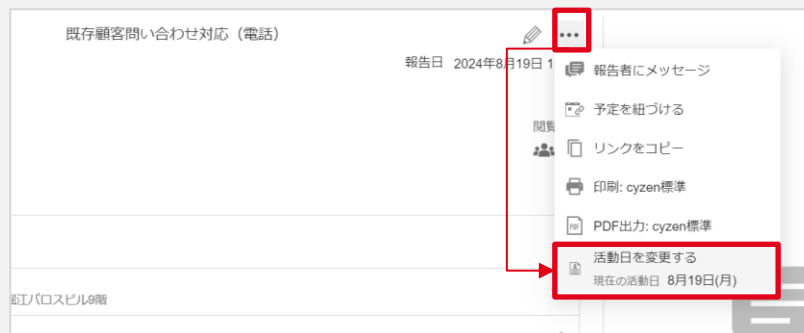 既存顧客問い合わせ対応（電話）
報告日 2024年8月19日 1
報告者にメッセージ
予定を紐づける
閲覧
リンクをコピー
印刷: cyzen標準
PDF出力: cyzen標準
活動日を変更する
現在の活動日 8月19日(月)
江パロスビル9階